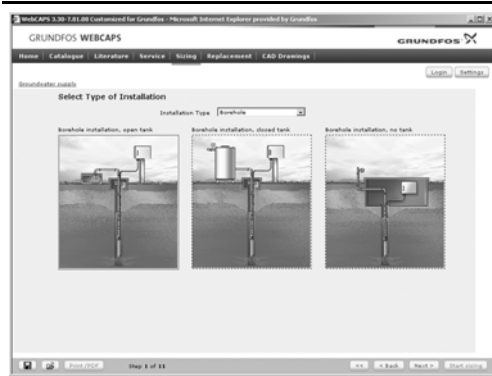 WebCAPS 3.30-7.01.00 Customized for Grundfos - Microsoft Internet Explorer provided by Grundfos
GRUNDFOS WEBCAPS
GRUNDFOS
Home Catalogue Literature Service Sizing Replacement CAD Drawings
Login Settings
Groundwater supply
Select Type of Installation
Installation Type Borehole
Borehole installation, open tank Borehole installation, closed tank Borehole installation, no tank
Print/PDF Step 1 of 11 << < Back Next > Start sizing